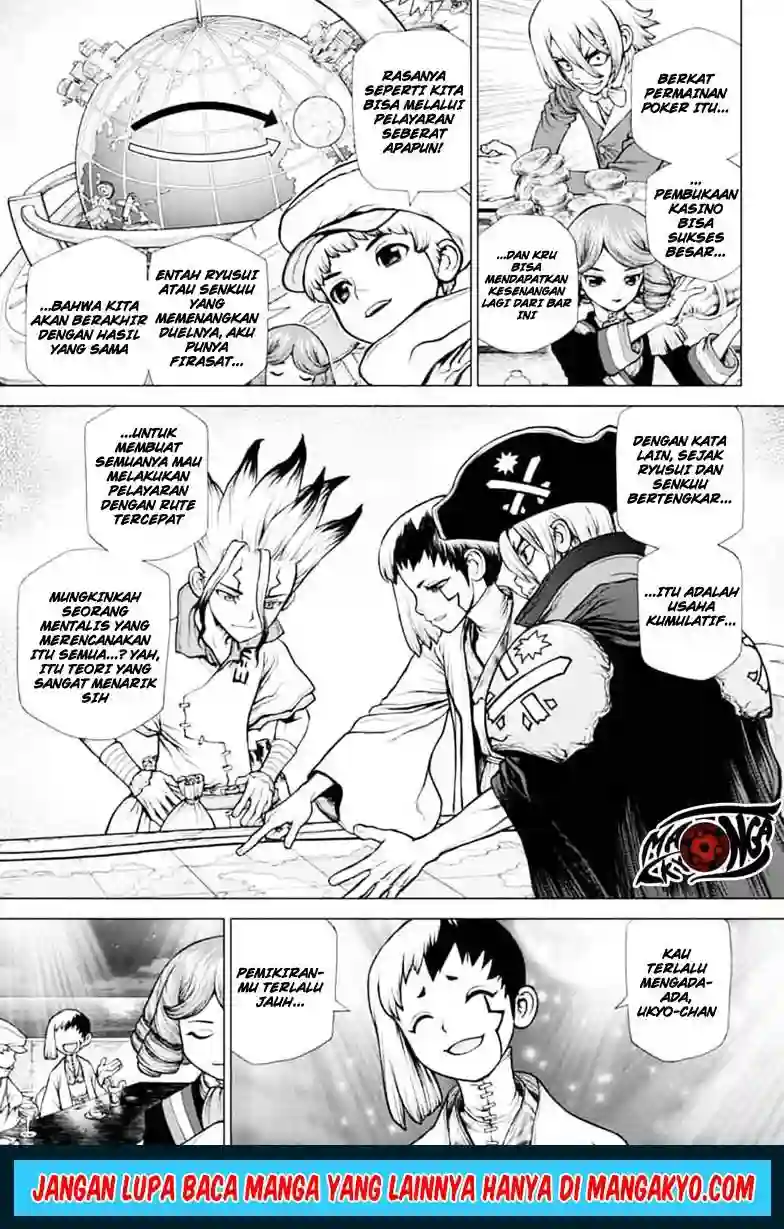 BERKAT
PERMAINAN
POKER ITU...
...
PEMBUKAAN
KASINO
BISA
SUKSES
BESAR...
...DAN KRU
BISA
MENDAPATKAN
KESENANGAN
LAGI DARI BAR
INI
RASANYA
SEPERTI KITA
BISA MELALUI
PELAYARAN
SEBERAT
APAPUN!
ENTAH RYUSUI
ATAU SENKUU
YANG
MEMENANGKAN
DUELNYA, AKU
PUNYA
FIRASAT...
...BAHWA KITA
AKAN BERAKHIR
DENGAN HASIL
YANG SAMA
DENGAN KATA
LAIN, SEJAK
RYUSUI DAN
SENKUU
BERTENGKAR...
...ITU ADALAH
USAHA
KUMULATIF...
...UNTUK
MEMBUAT
SEMUANYA MAU
MELAKUKAN
PELAYARAN
DENGAN RUTE
TERCEPAT
MUNGKINKAH
SEORANG
MENTALIS YANG
MERENCANAKAN
ITU SEMUA...? YAH,
ITU TEORI YANG
SANGAT MENARIK
SIH
MANGA
KYO
KAU
TERLALU
MENGADA-
ADA,
UKYO-CHAN
PEMIKIRAN-
MU TERLALU
JAUH...
JANGAN LUPA BACA MANGA YANG LAINNYA HANYA DI MANGAKYO.COM